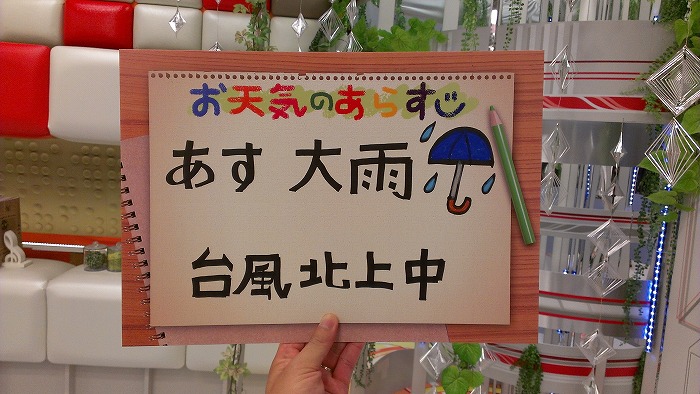 お天気のあらすじ
あす 大雨
台風北上中